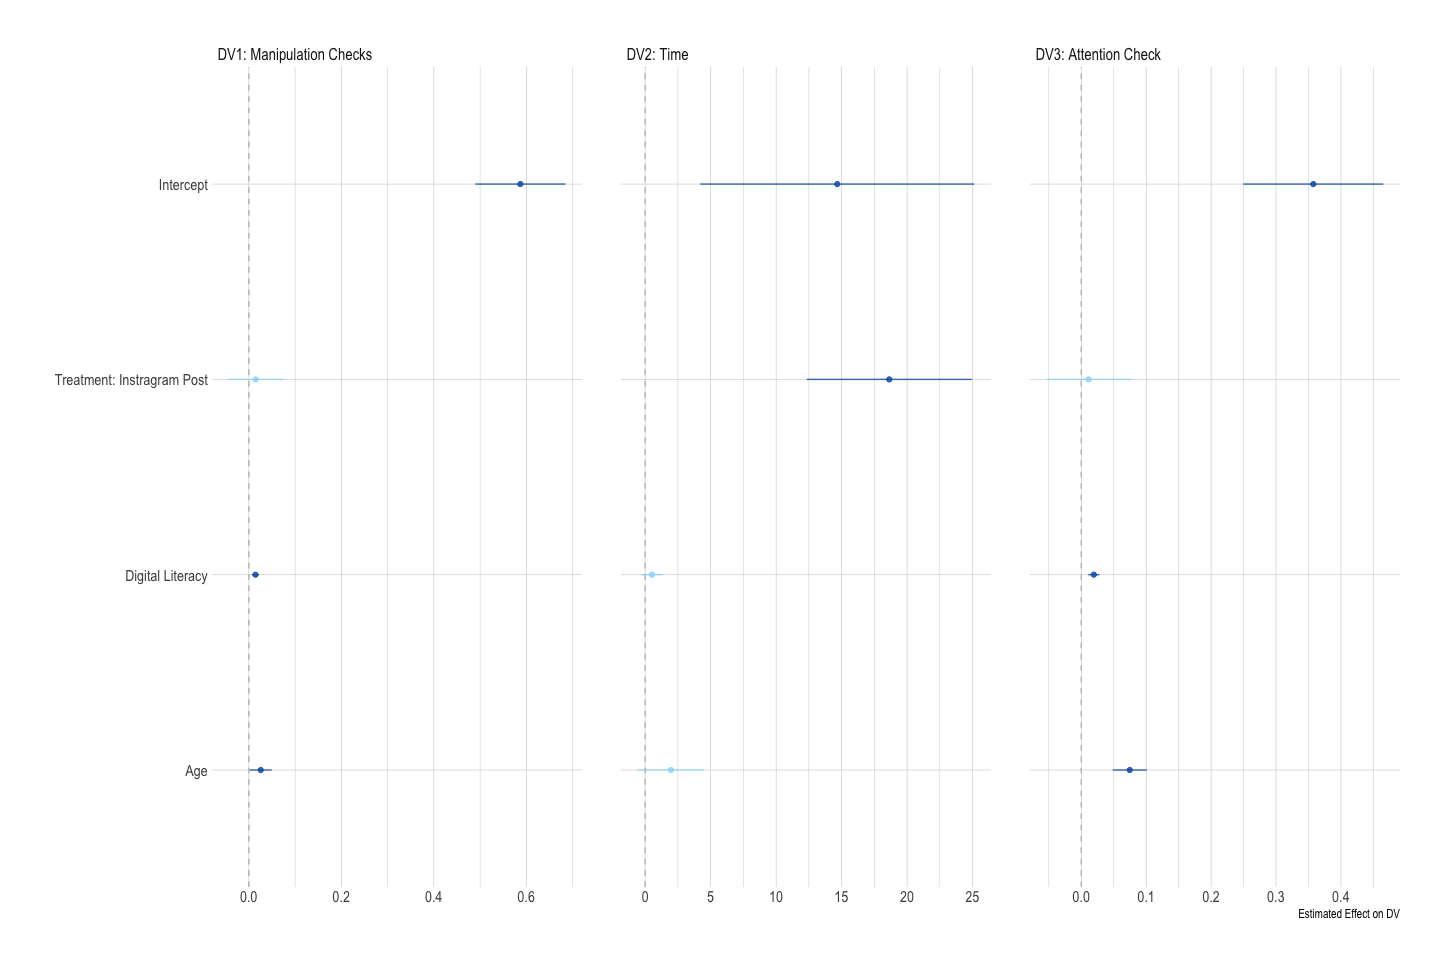 DV1: Manipulation Checks
DV2: Time
DV3: Attention Check
Intercept
Treatment: Instragram Post
Digital Literacy
Age
0.0 0.2 0.4 0.6
0 5 10 15 20 25
0.0 0.1 0.2 0.3 0.4
Estimated Effect on DV